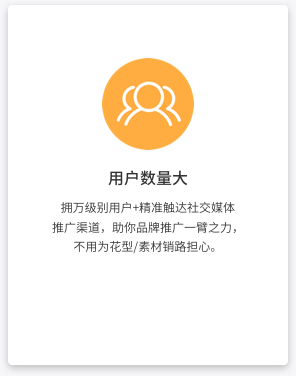 用户数量大
拥万级别用户+精准触达社交媒体
推广渠道，助你品牌推广一臂之力，
不用为花型/素材销路担心。